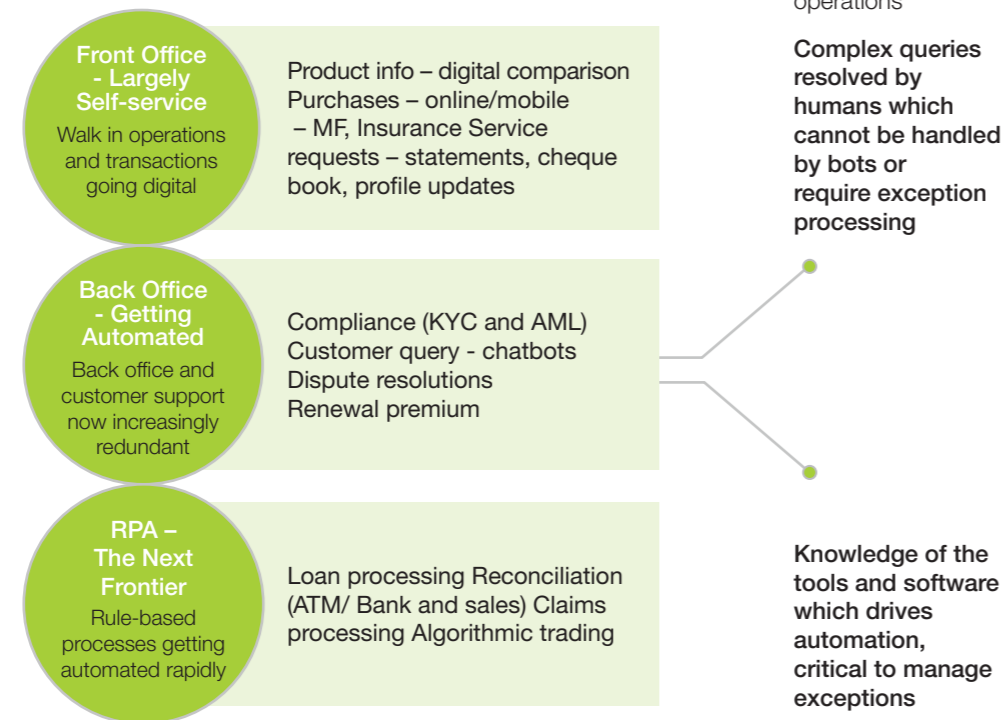 operations
Front Office
- Largely
Self-service
Walk in operations
and transactions
going digital
Product info – digital comparison
Purchases – online/mobile
– MF, Insurance Service
requests – statements, cheque
book, profile updates
Complex queries
resolved by
humans which
cannot be handled
by bots or
require exception
processing
Back Office
- Getting
Automated
Back office and
customer support
now increasingly
redundant
Compliance (KYC and AML)
Customer query - chatbots
Dispute resolutions
Renewal premium
RPA –
The Next
Frontier
Rule-based
processes getting
automated rapidly
Loan processing Reconciliation
(ATM/ Bank and sales) Claims
processing Algorithmic trading
Knowledge of the
tools and software
which drives
automation,
critical to manage
exceptions